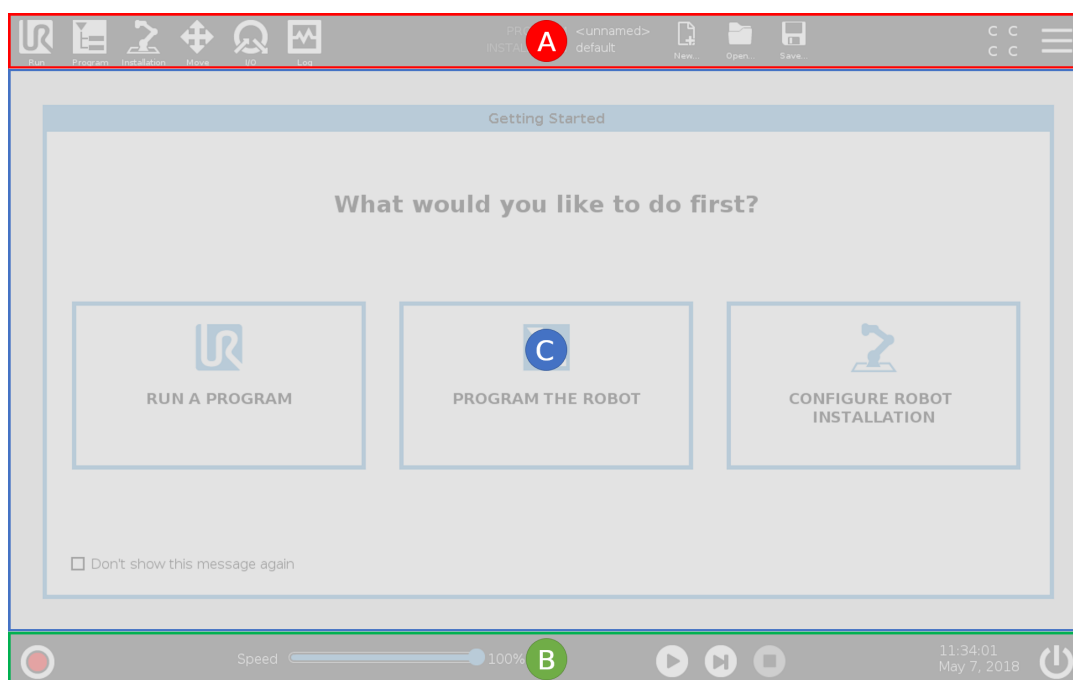 A <unnamed>
default
C C
C C
Run Program Installation Move I/O Log New... Open... Save...
Getting Started
What would you like to do first?
C
RUN A PROGRAM
PROGRAM THE ROBOT
CONFIGURE ROBOT
INSTALLATION
Don't show this message again
Speed 100% B
11:34:01
May 7, 2018